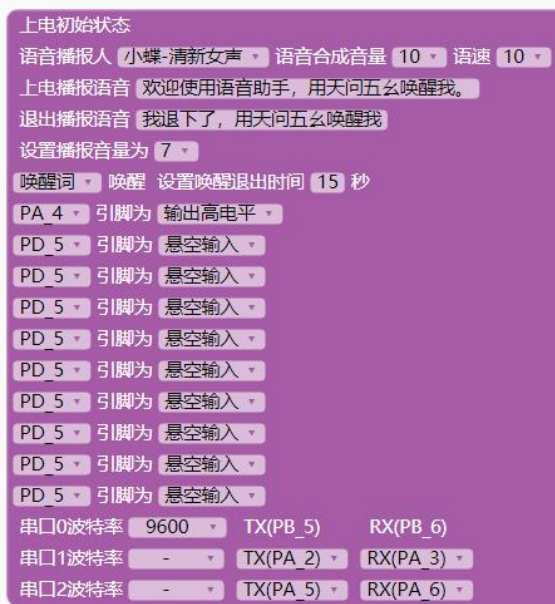 上电初始状态
语音播报人 小蝶-清新女声 语音合成音量 10 语速 10
上电播报语音 欢迎使用语音助手，用天问五幺唤醒我。
退出播报语音 我退下了，用天问五幺唤醒我
设置播报音量为 7
唤醒词 唤醒 设置唤醒退出时间 15 秒
PA_4 引脚为 输出高电平
PD_5 引脚为 悬空输入
PD_5 引脚为 悬空输入
PD_5 引脚为 悬空输入
PD_5 引脚为 悬空输入
PD_5 引脚为 悬空输入
PD_5 引脚为 悬空输入
PD_5 引脚为 悬空输入
PD_5 引脚为 悬空输入
PD_5 引脚为 悬空输入
串口0波特率 9600 TX(PB_5) RX(PB_6)
串口1波特率 - TX(PA_2) RX(PA_3)
串口2波特率 - TX(PA_5) RX(PA_6)